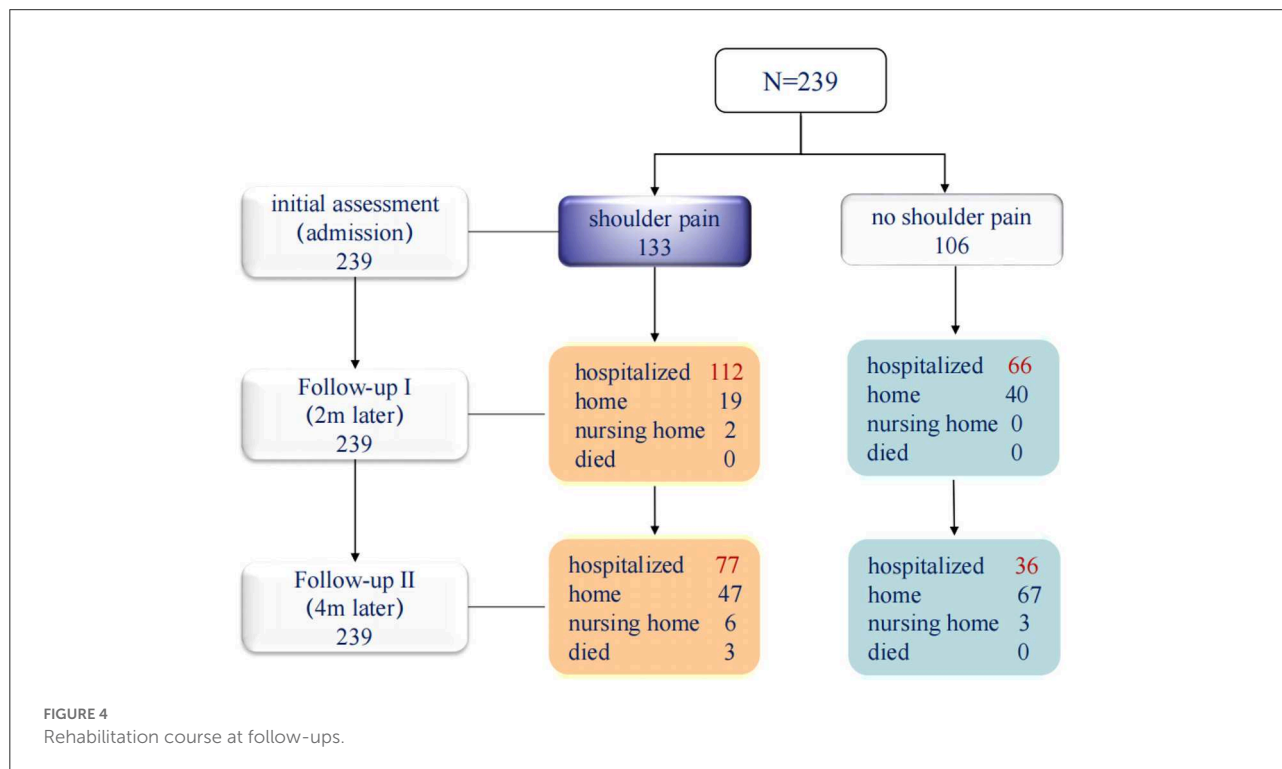 N=239
initial assessment
(admission)
239
shoulder pain
133
no shoulder pain
106
Follow-up I
(2m later)
239
hospitalized 112
home 19
nursing home 2
died 0
hospitalized 66
home 40
nursing home 0
died 0
Follow-up II
(4m later)
239
hospitalized 77
home 47
nursing home 6
died 3
hospitalized 36
home 67
nursing home 3
died 0
FIGURE 4
Rehabilitation course at follow-ups.